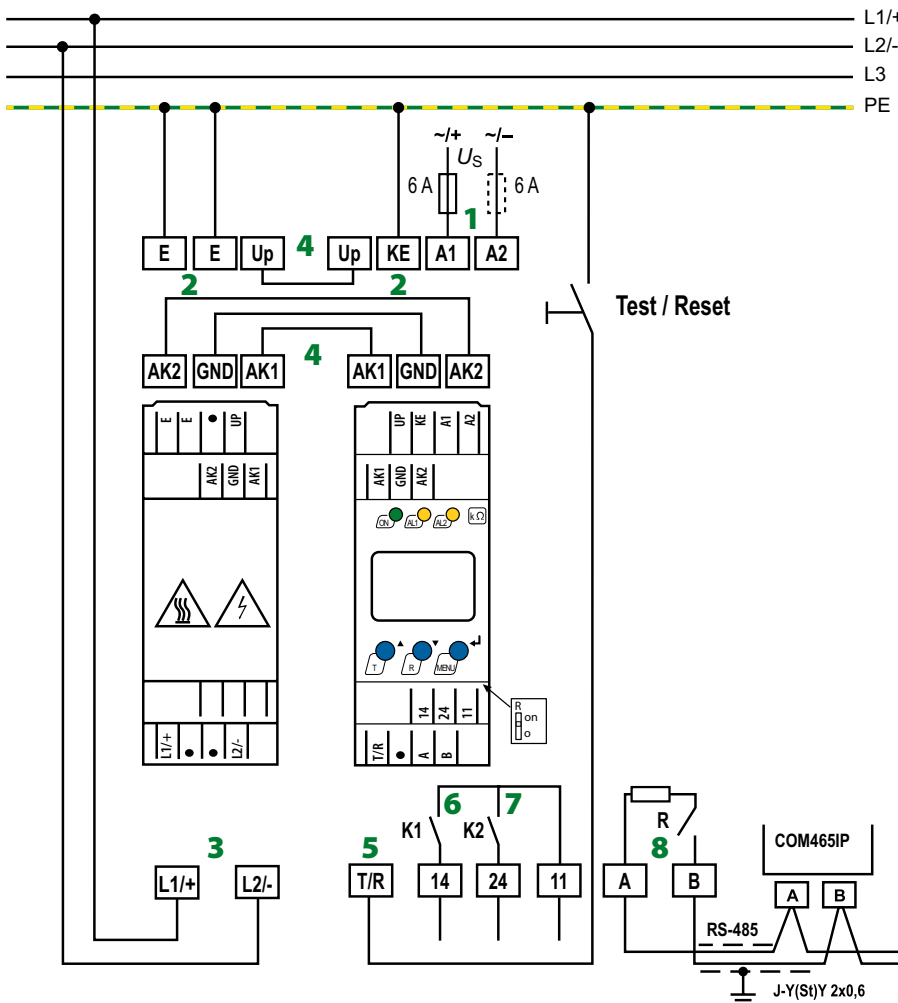 L1/+
L2/-
L3
PE
~/+ ~/–
US
6 A 6 A
1
E E Up 4 Up KE A1 A2
2 2
Test / Reset
4
AK2 GND AK1 AK1 GND AK2
E E UP UP KE A1 A2
AK2 GND AK1 AK1 GND AK2
ON AL1 AL2 kΩ
T R MENU
R
on
o
14 24 11
L1/+ L2/- T/R A B
6 7
K1 K2 R
3 5 8 COM465IP
L1/+ L2/- T/R 14 24 11 A B
A B
RS-485
J-Y(St)Y 2x0,6